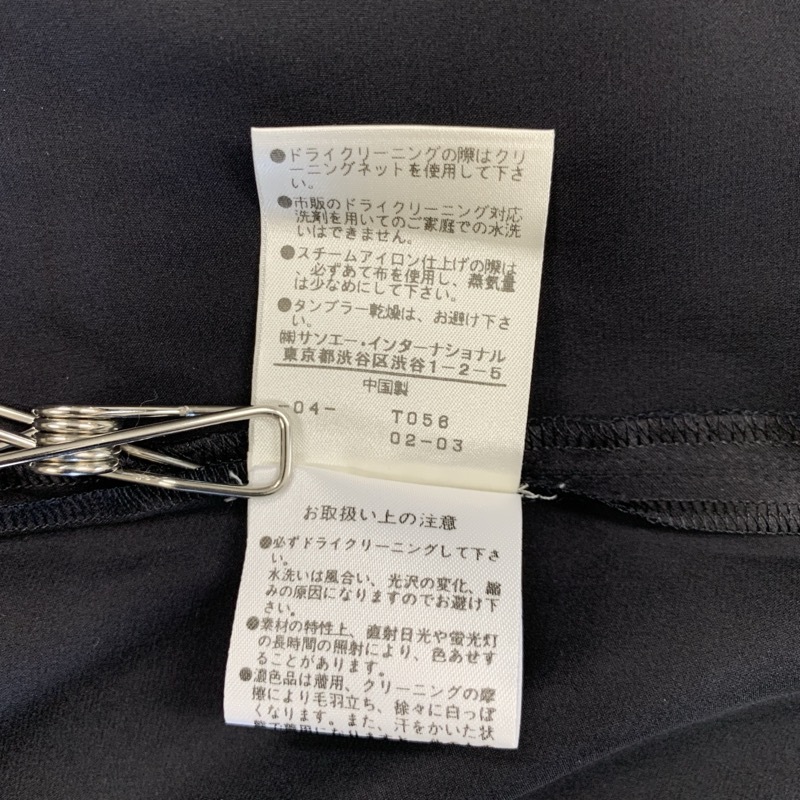 ●ドライクリーニングの際はクリ
ーニングネットを使用して下さ
い。
●市販のドライクリーニング対応
洗剤を用いてのご家庭での水洗
いはできません。
●スチームアイロン仕上げの際は
、必ずあて布を使用し、蒸気量
は少なめにして下さい。
●タンブラー乾燥は、お避け下さ
い。
㈱サンエー・インターナショナル
東京都渋谷区渋谷1-2-5
中国製
-04-
T056
02-03
お取扱い上の注意
●必ずドライクリーニングして下さ
い。
水洗いは風合い、光沢の変化、縮
みの原因になりますのでお避け下
さい。
●素材の特性上、直射日光や蛍光灯
の長時間の照射により、色あせす
ることがあります。
●濃色品は着用、クリーニングの摩
擦により毛羽立ち、徐々に白っぽ
くなります。また、汗をかいた状